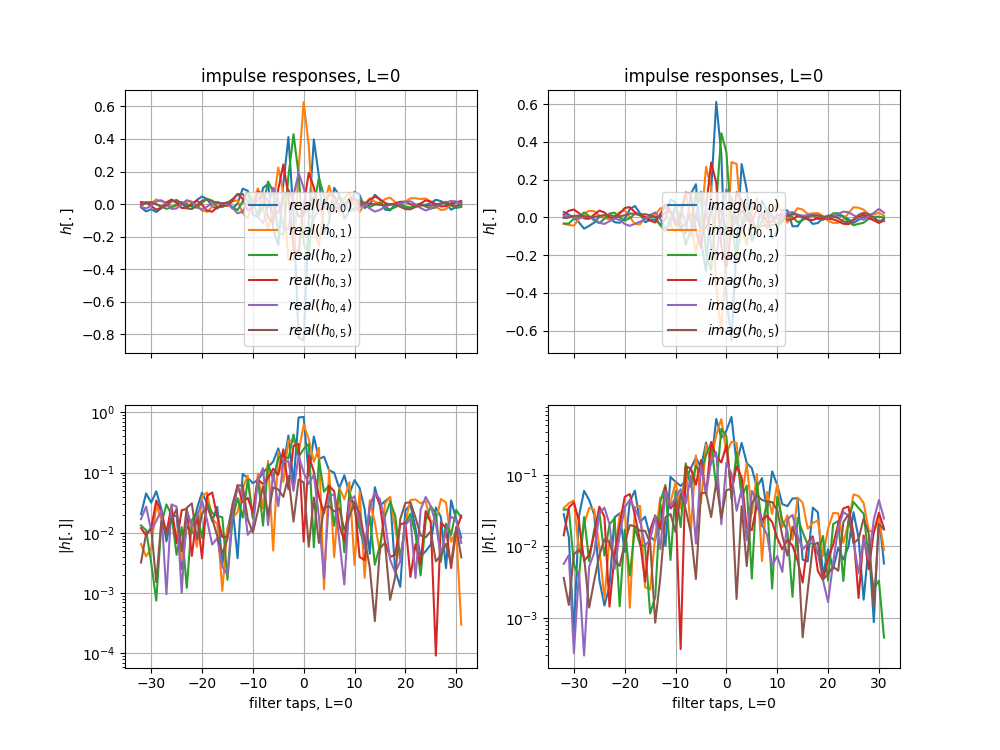 impulse responses, L=0
0.6
0.4
0.2
0.0
−0.2
−0.4
−0.6
−0.8
h[.]
real(h0,0)
real(h0,1)
real(h0,2)
real(h0,3)
real(h0,4)
real(h0,5)
impulse responses, L=0
0.6
0.4
0.2
0.0
−0.2
−0.4
−0.6
h[.]
imag(h0,0)
imag(h0,1)
imag(h0,2)
imag(h0,3)
imag(h0,4)
imag(h0,5)
10^0
10^−1
10^−2
10^−3
10^−4
|h[.]|
−30 −20 −10 0 10 20 30
filter taps, L=0
10^−1
10^−2
10^−3
|h[.]|
−30 −20 −10 0 10 20 30
filter taps, L=0